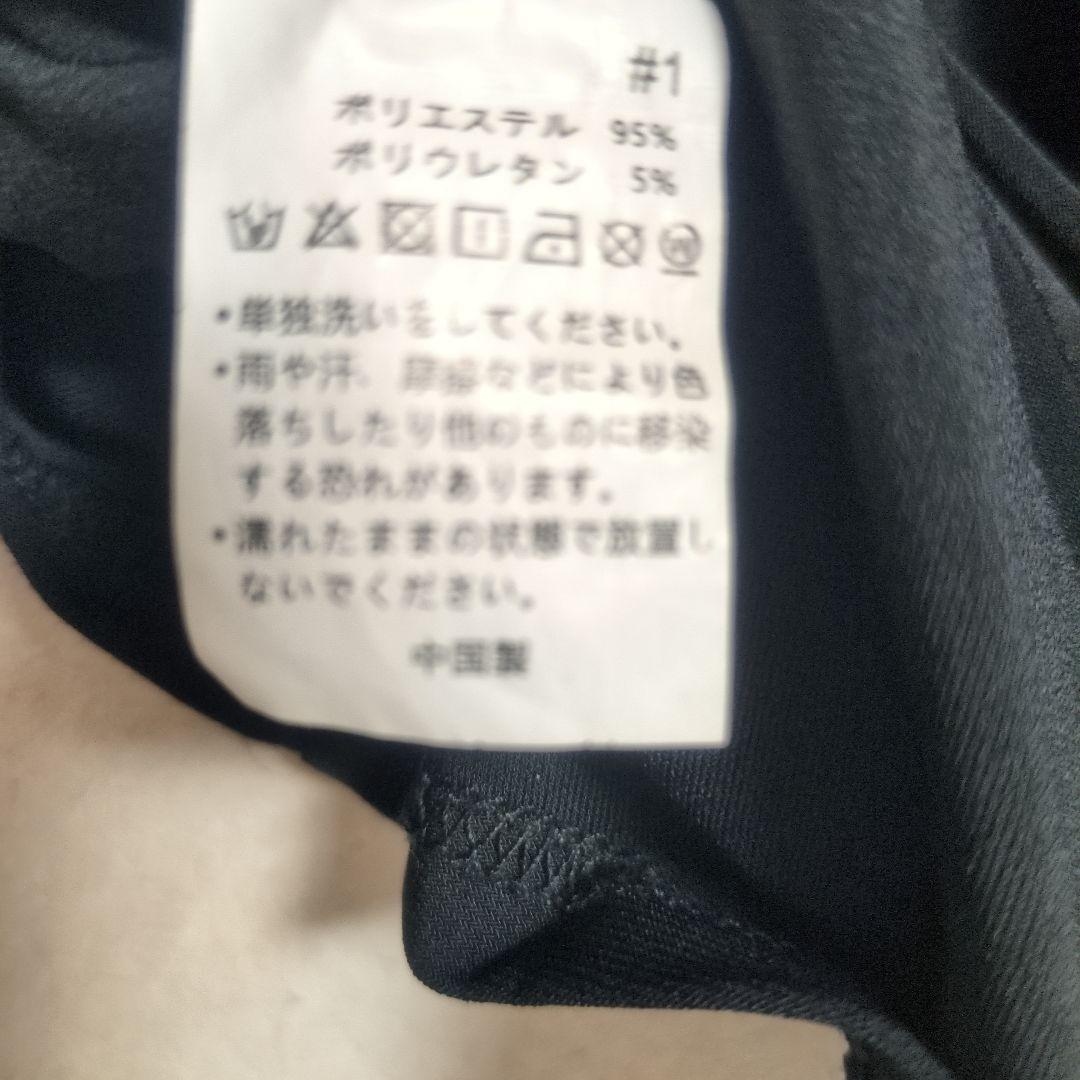 #1
ポリエステル 95%
ポリウレタン 5%
・単独洗いをしてください。
・雨や汗、摩擦などにより色
落ちしたり他のものに移染
する恐れがあります。
・濡れたままの状態で放置し
ないでください。
中国製